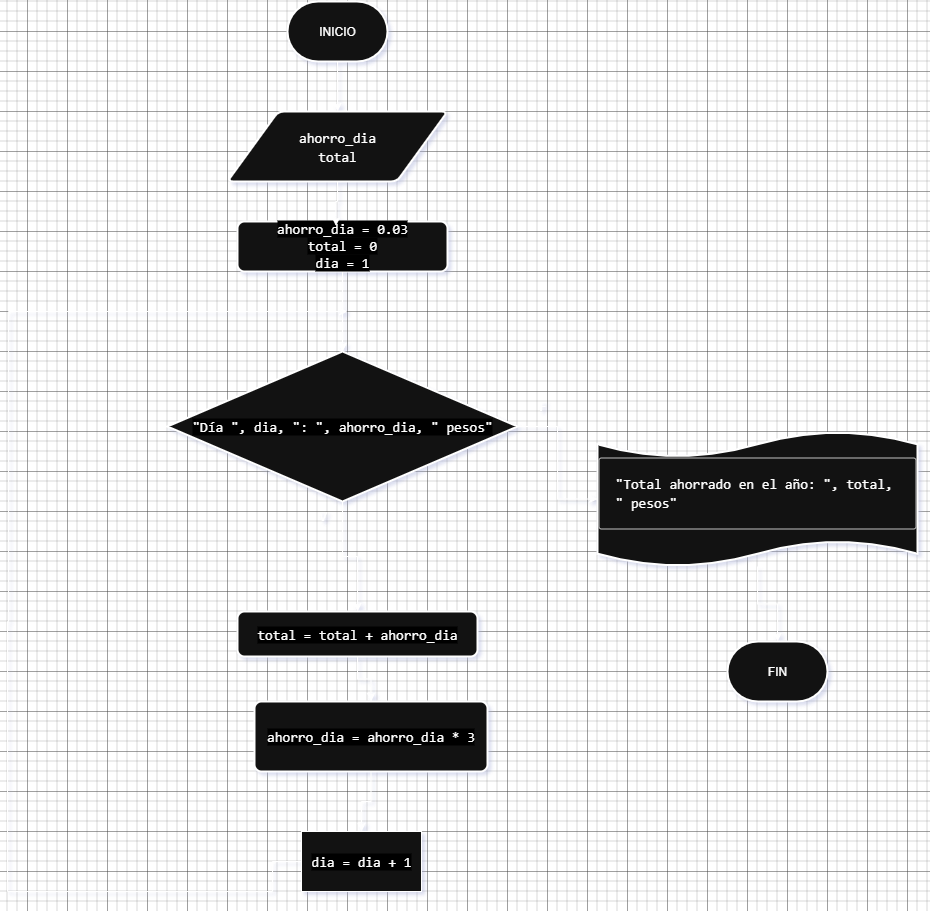 INICIO
ahorro_dia
total
ahorro_dia = 0.03
total = 0
dia = 1
"Día ", dia, ": ", ahorro_dia, " pesos"
"Total ahorrado en el año: ", total,
" pesos"
total = total + ahorro_dia
FIN
ahorro_dia = ahorro_dia * 3
dia = dia + 1